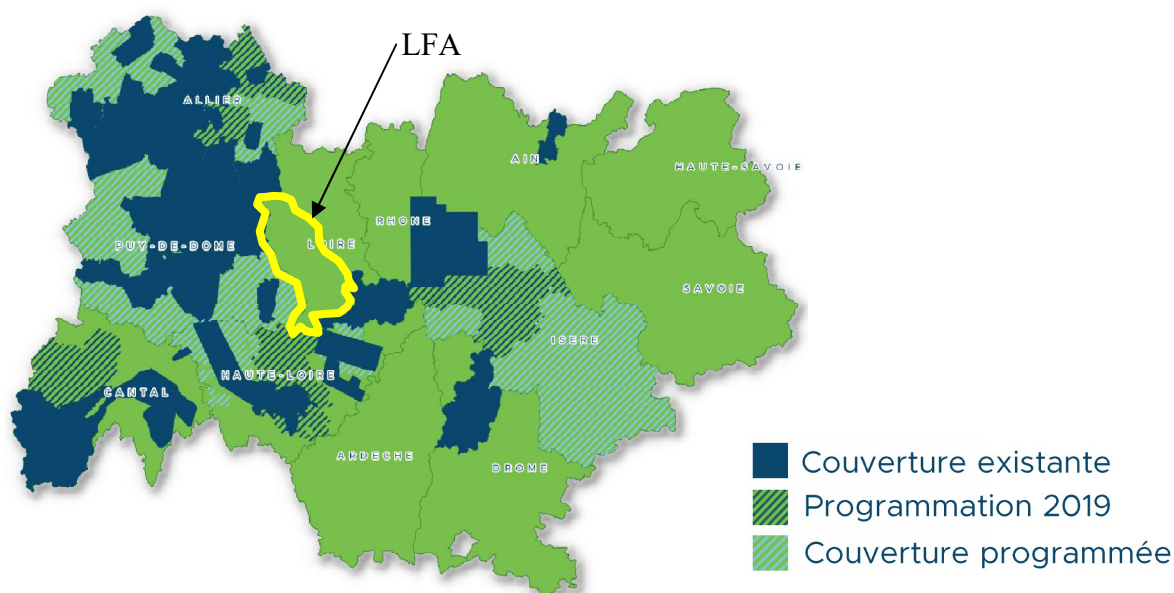 LFA
ALLIER
AIN
HAUTE-SAVOIE
RHONE
PUY-DE-DOME
LOIRE
SAVOIE
ISERE
HAUTE-LOIRE
CANTAL
ARDECHE
DROME
Couverture existante
Programmation 2019
Couverture programmée